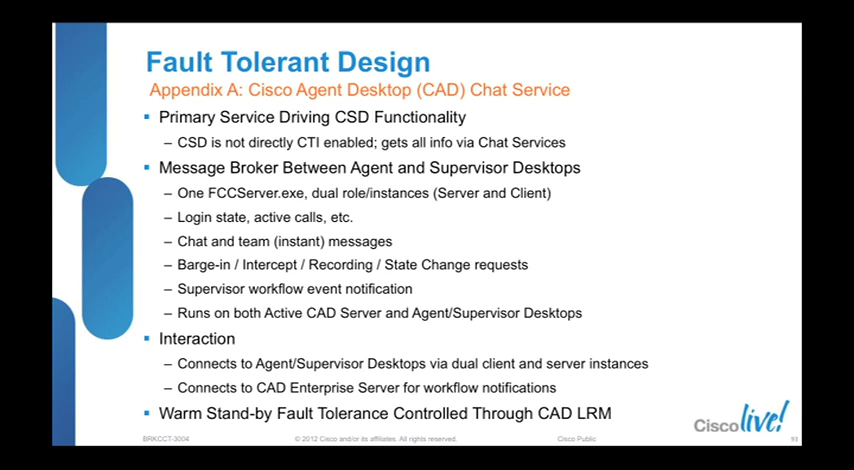 Fault Tolerant Design
Appendix A: Cisco Agent Desktop (CAD) Chat Service
▪ Primary Service Driving CSD Functionality
– CSD is not directly CTI enabled; gets all info via Chat Services
▪ Message Broker Between Agent and Supervisor Desktops
– One FCCServer.exe, dual role/instances (Server and Client)
– Login state, active calls, etc.
– Chat and team (instant) messages
– Barge-in / Intercept / Recording / State Change requests
– Supervisor workflow event notification
– Runs on both Active CAD Server and Agent/Supervisor Desktops
▪ Interaction
– Connects to Agent/Supervisor Desktops via dual client and server instances
– Connects to CAD Enterprise Server for workflow notifications
▪ Warm Stand-by Fault Tolerance Controlled Through CAD LRM
Cisco live!
BRKCCT-3004 © 2012 Cisco and/or its affiliates. All rights reserved. Cisco Public 93